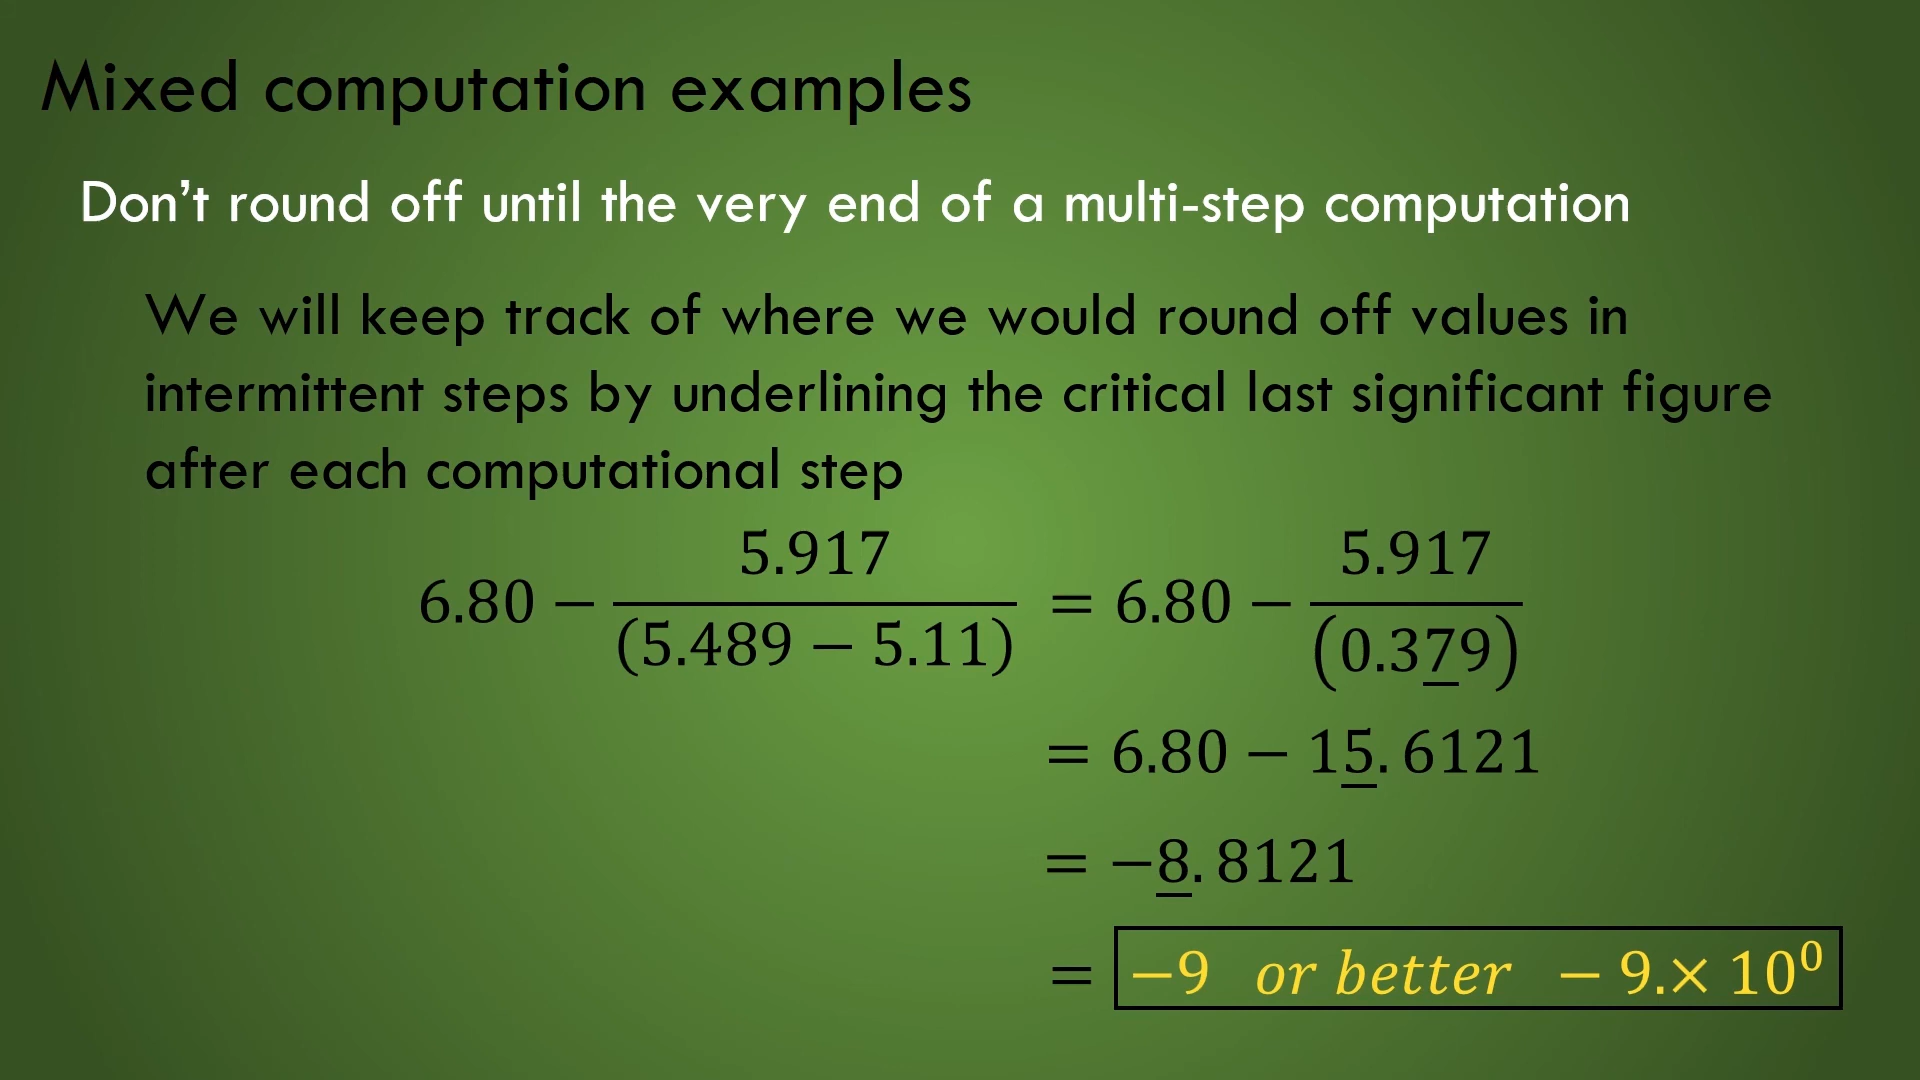 Mixed computation examples
Don’t round off until the very end of a multi-step computation
We will keep track of where we would round off values in
intermittent steps by underlining the critical last significant figure
after each computational step
6.80 − 5.917 / (5.489 − 5.11) = 6.80 − 5.917 / (0.37̲9)
= 6.80 − 15̲.6121
= −8̲.8121
= −9 or better − 9.× 10⁰